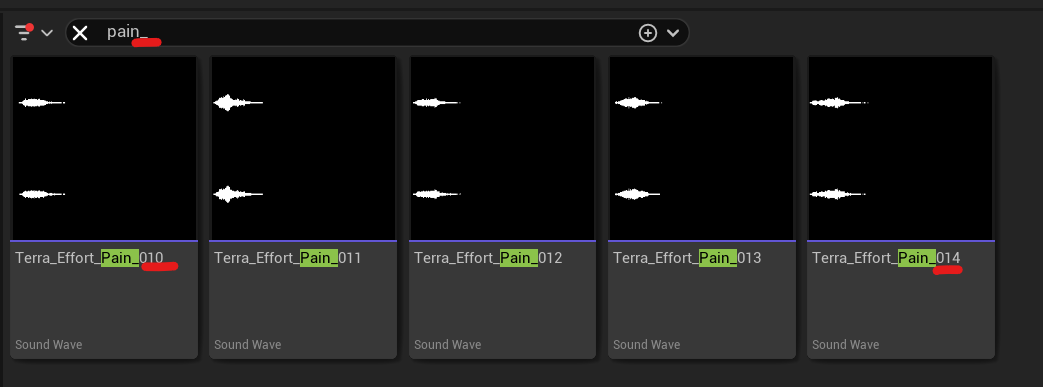 pain_
Terra_Effort_Pain_010
Terra_Effort_Pain_011
Terra_Effort_Pain_012
Terra_Effort_Pain_013
Terra_Effort_Pain_014
Sound Wave
Sound Wave
Sound Wave
Sound Wave
Sound Wave